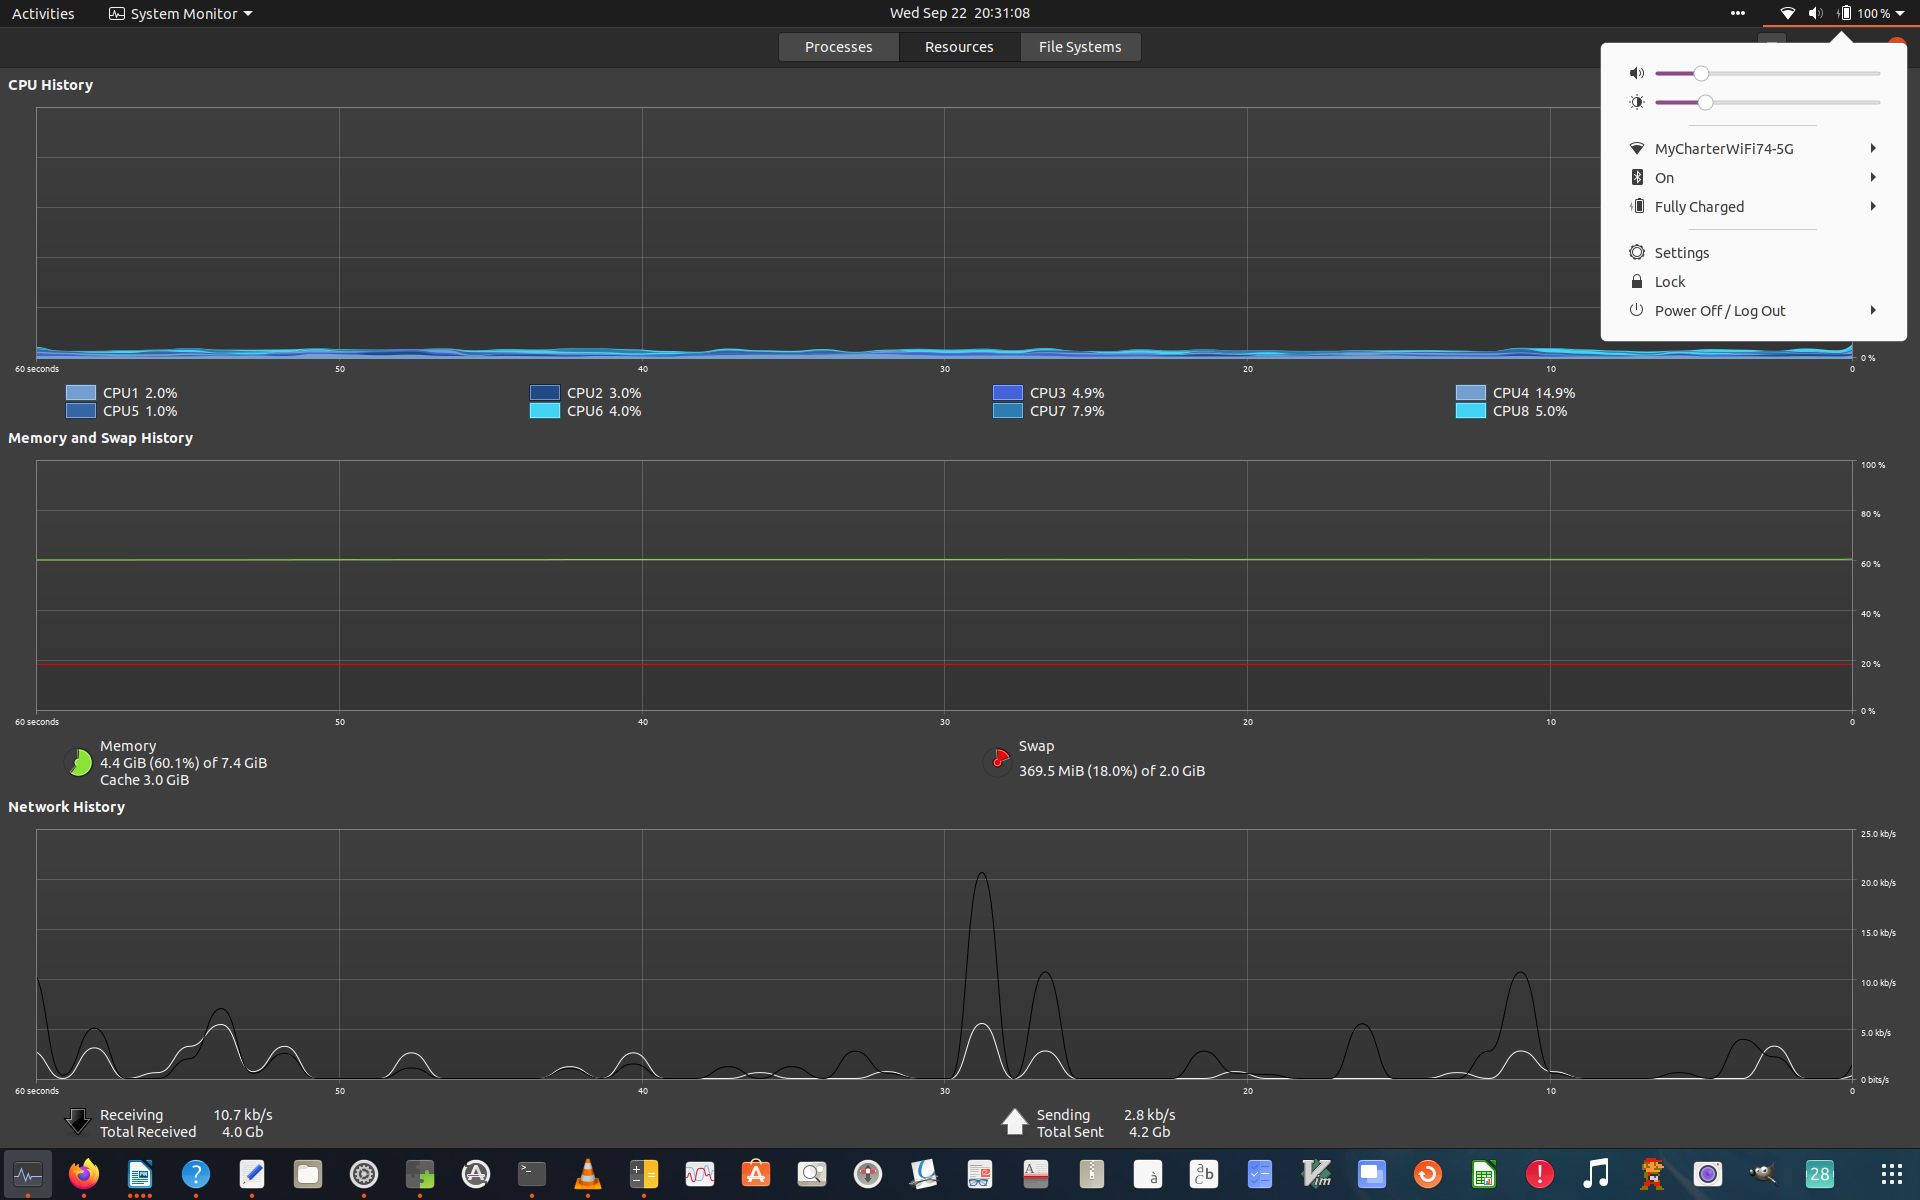 Activities
System Monitor
Wed Sep 22 20:31:08
100 %
Processes
Resources
File Systems
MyCharterWiFi74-5G
On
Fully Charged
Settings
Lock
Power Off / Log Out
CPU History
0 %
60 seconds 50 40 30 20 10 0
CPU1 2.0% CPU2 3.0% CPU3 4.9% CPU4 14.9%
CPU5 1.0% CPU6 4.0% CPU7 7.9% CPU8 5.0%
Memory and Swap History
100 %
80 %
60 %
40 %
20 %
0 %
60 seconds 50 40 30 20 10 0
Memory
4.4 GiB (60.1%) of 7.4 GiB
Cache 3.0 GiB
Swap
369.5 MiB (18.0%) of 2.0 GiB
Network History
25.0 kb/s
20.0 kb/s
15.0 kb/s
10.0 kb/s
5.0 kb/s
0 bits/s
60 seconds 50 40 30 20 10 0
Receiving 10.7 kb/s
Total Received 4.0 Gb
Sending 2.8 kb/s
Total Sent 4.2 Gb
?
>_
A
à
a b c
Vim
!
28